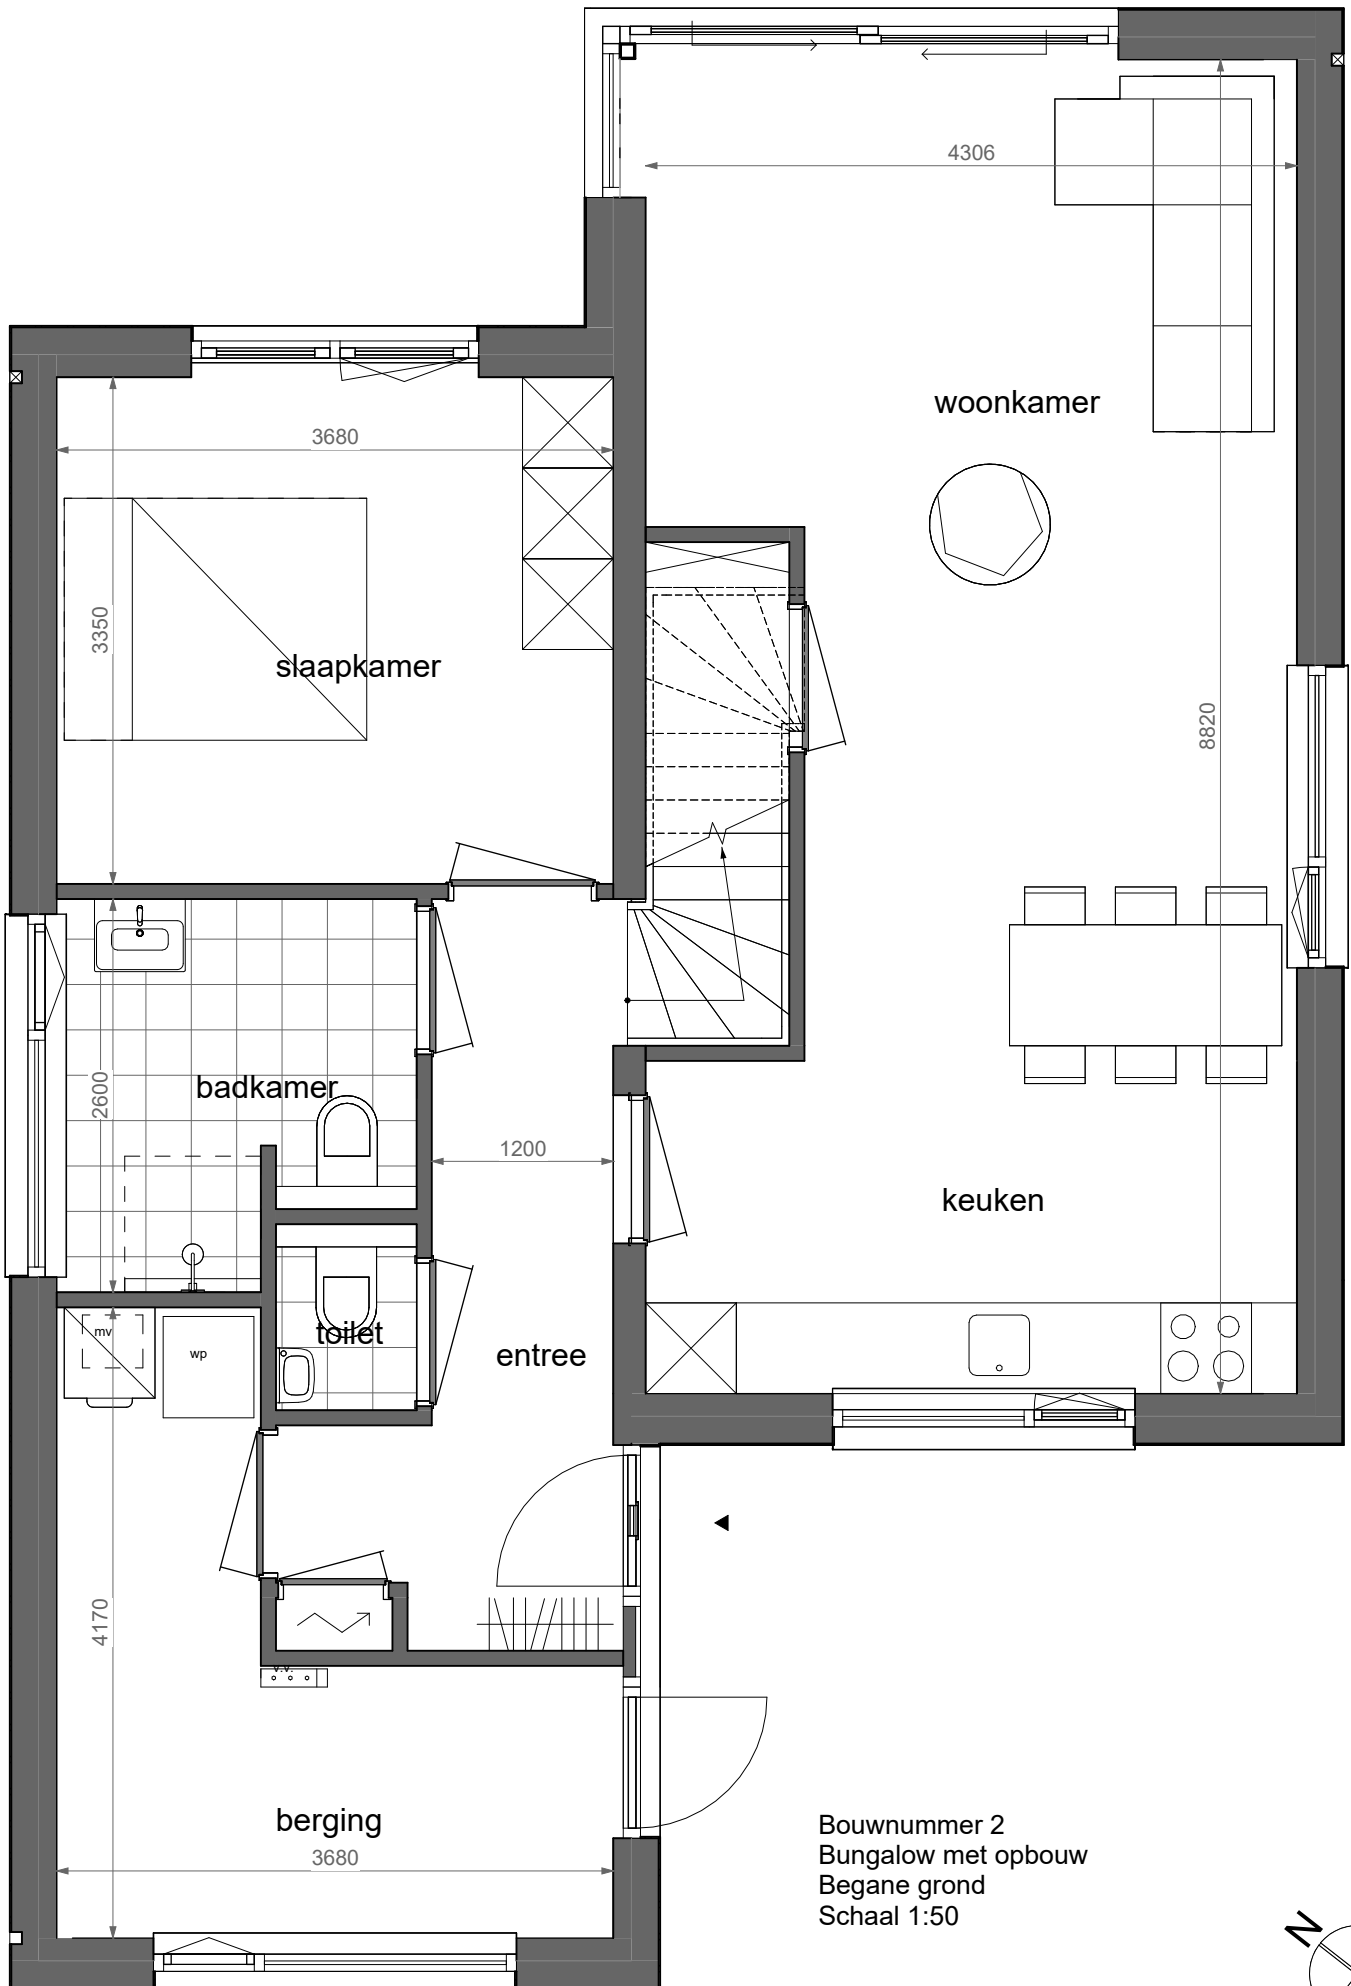 4306
woonkamer
3680
3350
slaapkamer
8820
badkamer
2600
1200
keuken
mv
wp
toilet
entree
4170
v.v.
berging
3680
Bouwnummer 2
Bungalow met opbouw
Begane grond
Schaal 1:50
N